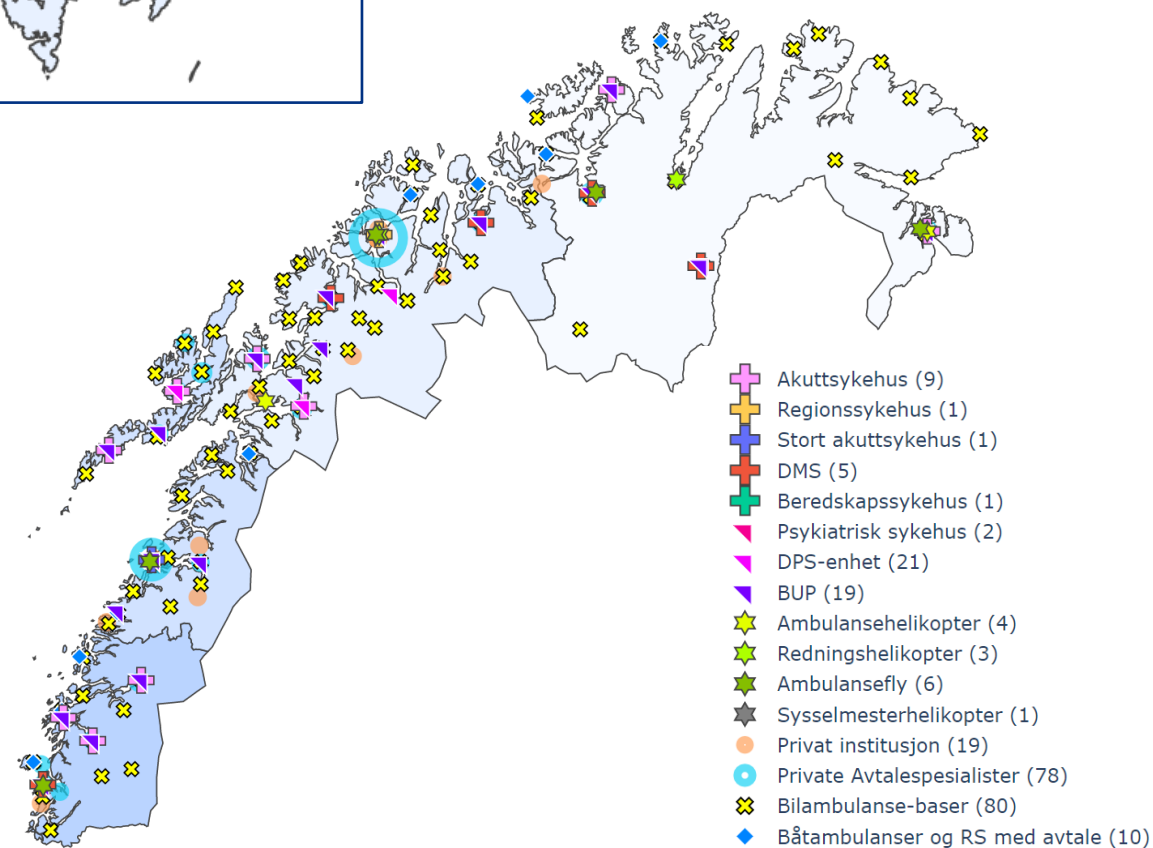 Akuttsykehus (9)
Regionssykehus (1)
Stort akuttsykehus (1)
DMS (5)
Beredskapssykehus (1)
Psykiatrisk sykehus (2)
DPS-enhet (21)
BUP (19)
Ambulansehelikopter (4)
Redningshelikopter (3)
Ambulansefly (6)
Sysselmesterhelikopter (1)
Privat institusjon (19)
Private Avtalespesialister (78)
Bilambulanse-baser (80)
Båtambulanser og RS med avtale (10)